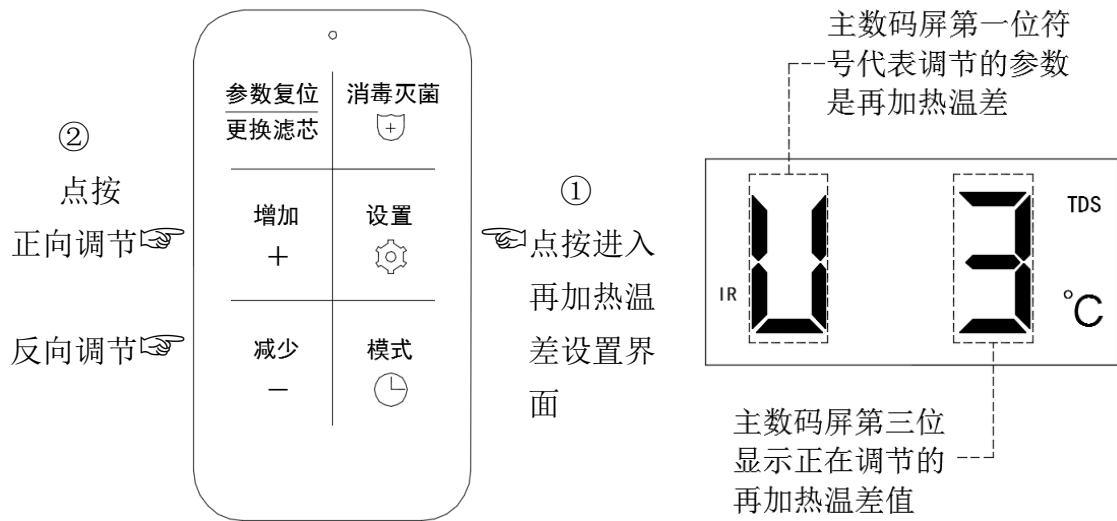 主数码屏第一位符
号代表调节的参数
是再加热温差
参数复位
更换滤芯
消毒灭菌
②
点按
正向调节
反向调节
增加
+
设置
减少
−
模式
①
点按进入
再加热温
差设置界
面
U 3
TDS
IR
℃
主数码屏第三位
显示正在调节的
再加热温差值